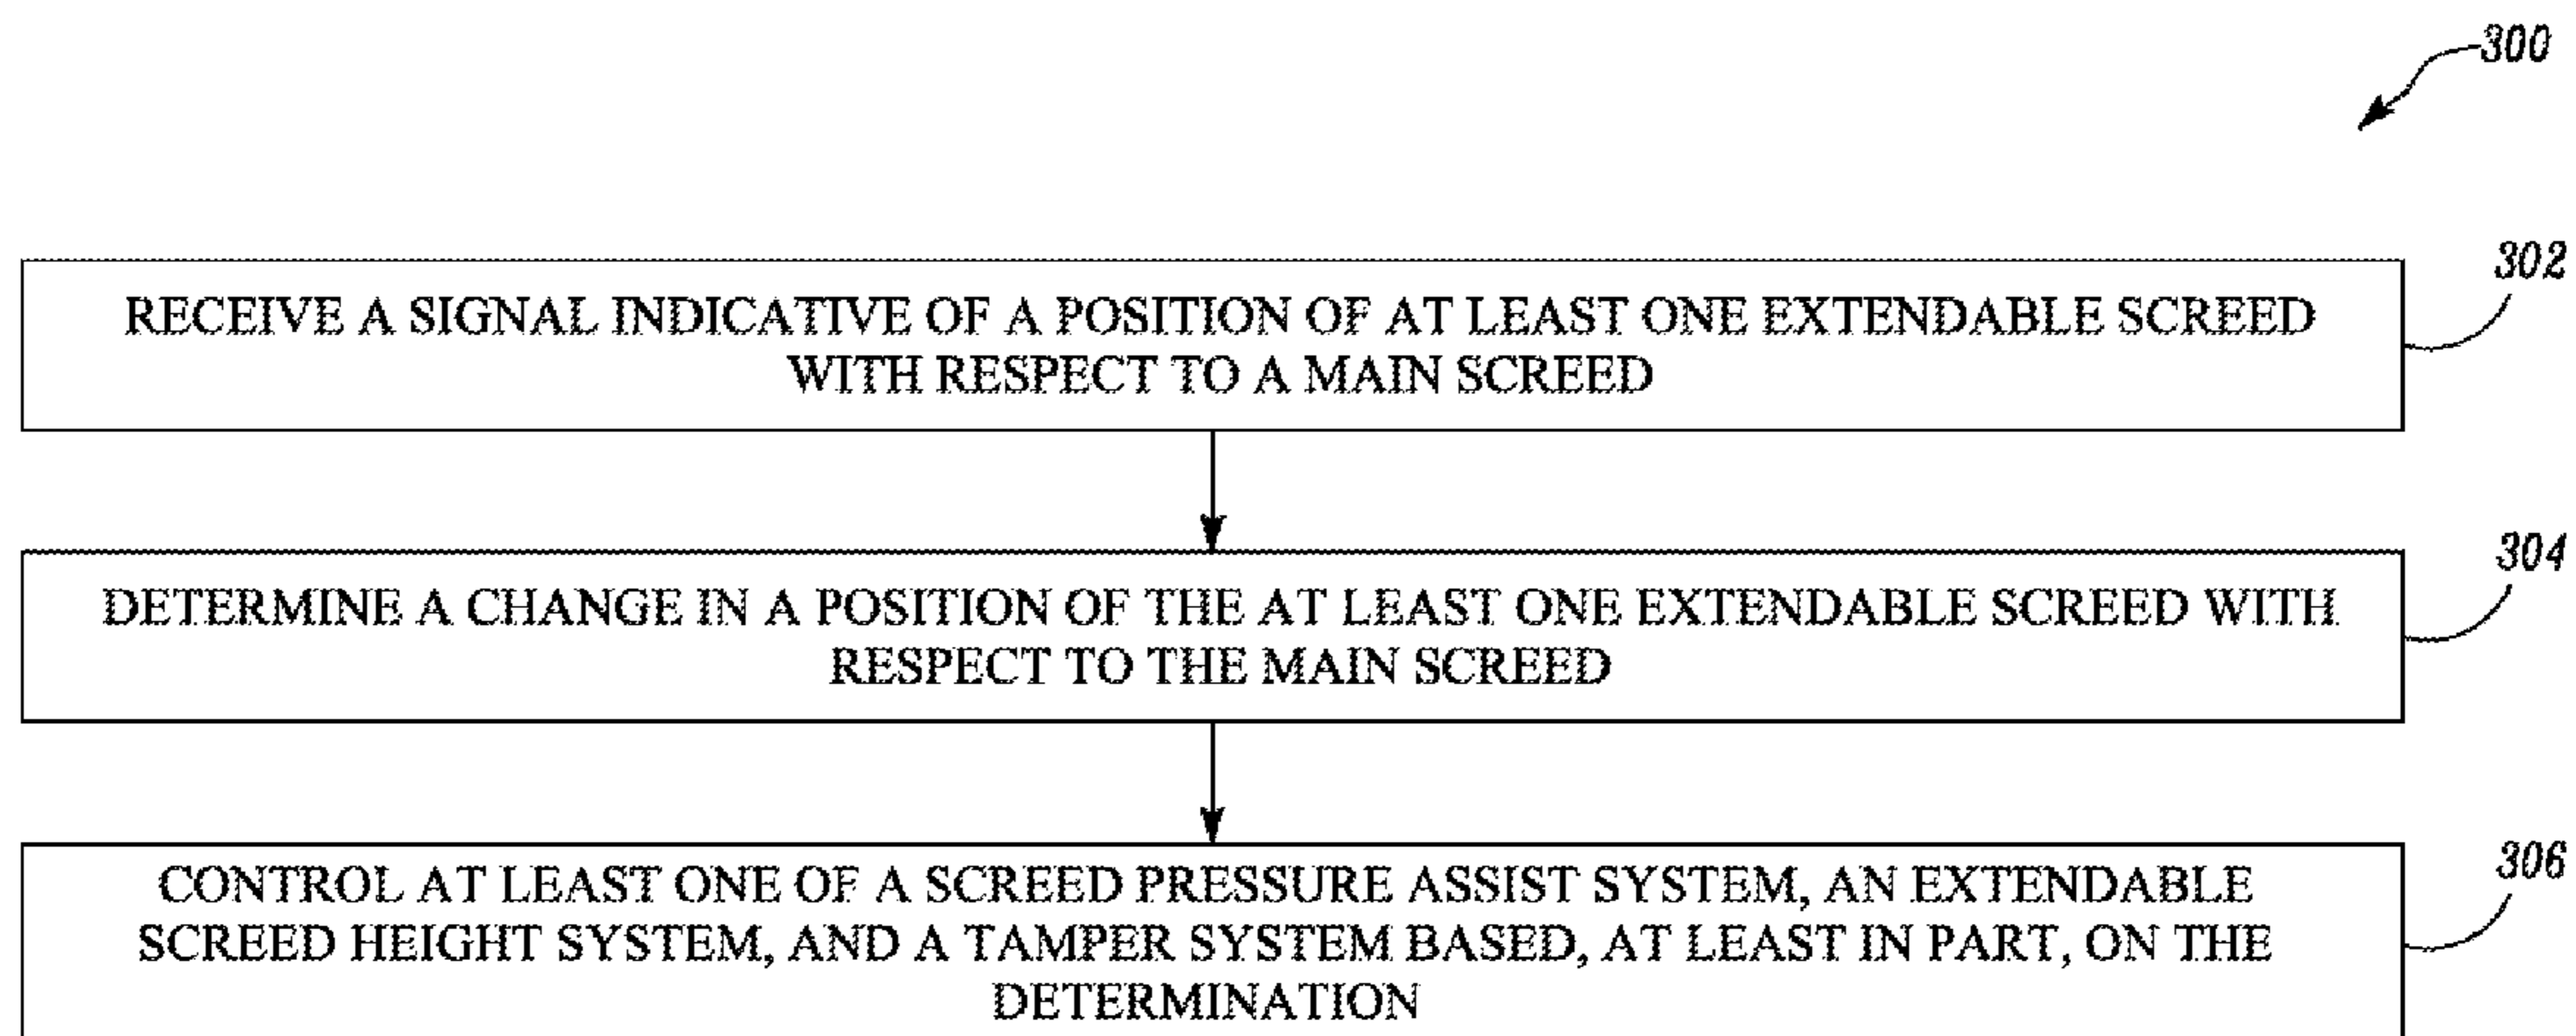 300
302
RECEIVE A SIGNAL INDICATIVE OF A POSITION OF AT LEAST ONE EXTENDABLE SCREED
WITH RESPECT TO A MAIN SCREED
304
DETERMINE A CHANGE IN A POSITION OF THE AT LEAST ONE EXTENDABLE SCREED WITH
RESPECT TO THE MAIN SCREED
306
CONTROL AT LEAST ONE OF A SCREED PRESSURE ASSIST SYSTEM, AN EXTENDABLE
SCREED HEIGHT SYSTEM, AND A TAMPER SYSTEM BASED, AT LEAST IN PART, ON THE
DETERMINATION